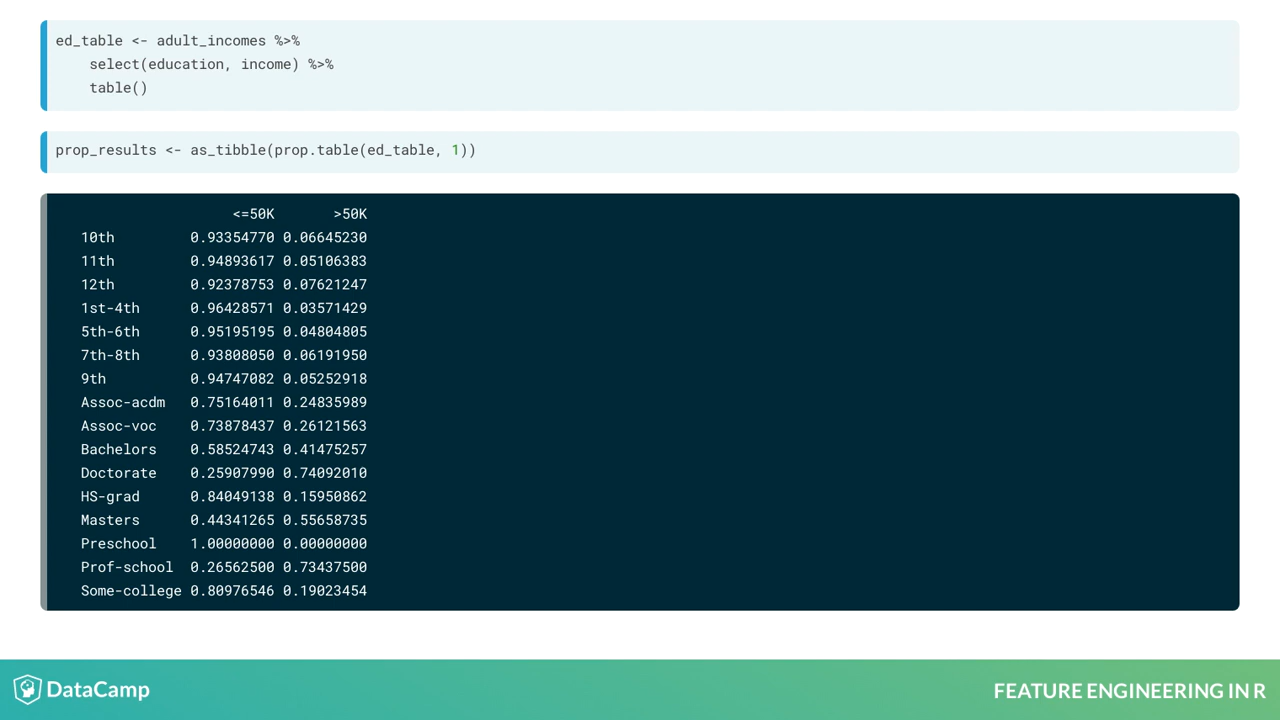 ed_table <- adult_incomes %>%
    select(education, income) %>%
    table()
prop_results <- as_tibble(prop.table(ed_table, 1))
<=50K >50K
10th 0.93354770 0.06645230
11th 0.94893617 0.05106383
12th 0.92378753 0.07621247
1st-4th 0.96428571 0.03571429
5th-6th 0.95195195 0.04804805
7th-8th 0.93808050 0.06191950
9th 0.94747082 0.05252918
Assoc-acdm 0.75164011 0.24835989
Assoc-voc 0.73878437 0.26121563
Bachelors 0.58524743 0.41475257
Doctorate 0.25907990 0.74092010
HS-grad 0.84049138 0.15950862
Masters 0.44341265 0.55658735
Preschool 1.00000000 0.00000000
Prof-school 0.26562500 0.73437500
Some-college 0.80976546 0.19023454
DataCamp
FEATURE ENGINEERING IN R